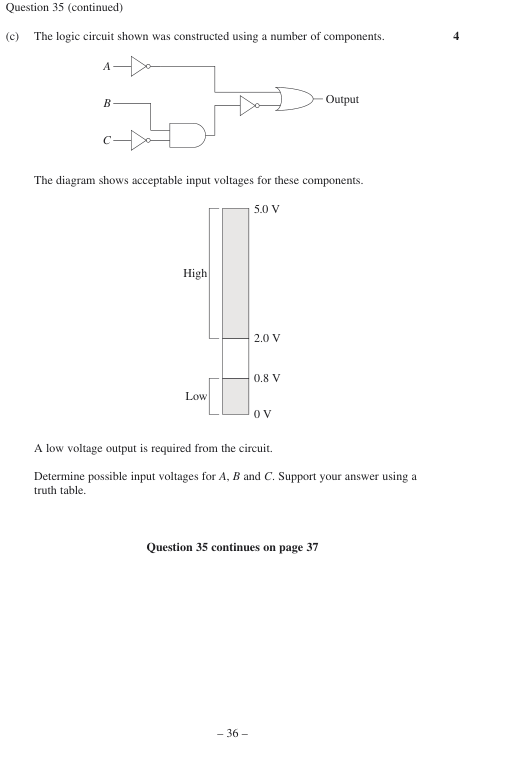 Question 35 (continued)
(c) The logic circuit shown was constructed using a number of components. 4
A
B
Output
C
The diagram shows acceptable input voltages for these components.
5.0 V
High
2.0 V
0.8 V
Low
0 V
A low voltage output is required from the circuit.
Determine possible input voltages for A, B and C. Support your answer using a
truth table.
Question 35 continues on page 37
– 36 –